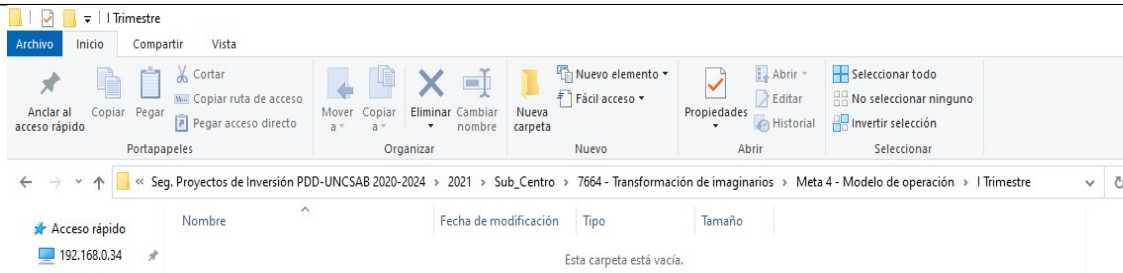 I Trimestre
Archivo Inicio Compartir Vista
Anclar al acceso rápido
Copiar
Pegar
Cortar
Copiar ruta de acceso
Pegar acceso directo
Portapapeles
Mover a
Copiar a
Eliminar
Cambiar nombre
Organizar
Nueva carpeta
Nuevo elemento
Fácil acceso
Nuevo
Propiedades
Abrir
Editar
Historial
Abrir
Seleccionar todo
No seleccionar ninguno
Invertir selección
Seleccionar
« Seg. Proyectos de Inversión PDD-UNCSAB 2020-2024 > 2021 > Sub_Centro > 7664 - Transformación de imaginarios > Meta 4 - Modelo de operación > I Trimestre
Acceso rápido
192.168.0.34
Nombre Fecha de modificación Tipo Tamaño
Esta carpeta está vacía.